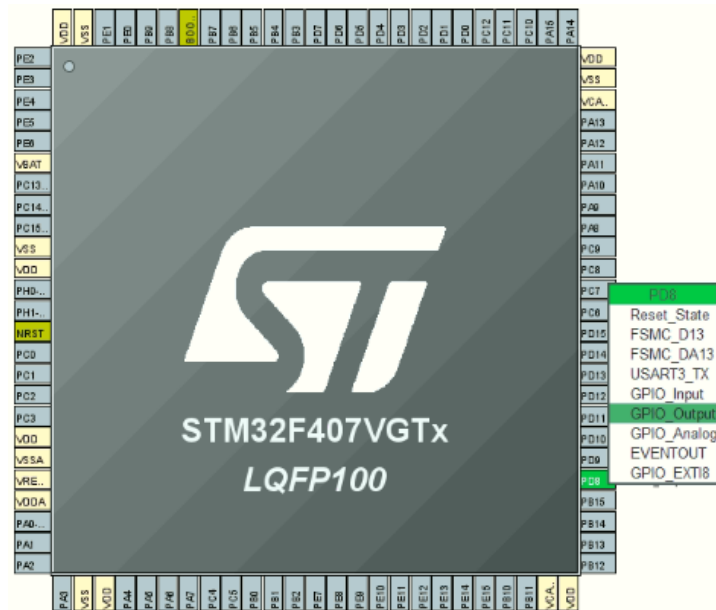 VDD
VSS
PE1
PE0
PB9
PB8
BOO..
PB7
PB6
PB5
PB4
PB3
PD7
PD6
PD5
PD4
PD3
PD2
PD1
PD0
PC12
PC11
PC10
PA15
PA14
PE2
PE3
PE4
PE5
PE6
VBAT
PC13..
PC14..
PC15..
VSS
VDD
PH0-..
PH1-..
NRST
PC0
PC1
PC2
PC3
VDD
VSSA
VRE..
VDDA
PA0-..
PA1
PA2
STM32F407VGTx
LQFP100
VDD
VSS
VCA..
PA13
PA12
PA11
PA10
PA9
PA8
PC9
PC8
PC7
PC6
PD15
PD14
PD13
PD12
PD11
PD10
PD9
PD8
PB15
PB14
PB13
PB12
PD8
Reset_State
FSMC_D13
FSMC_DA13
USART3_TX
GPIO_Input
GPIO_Output
GPIO_Analog
EVENTOUT
GPIO_EXTI8
PA3
VSS
VDD
PA4
PA5
PA6
PA7
PC4
PC5
PB0
PB1
PB2
PE7
PE8
PE9
PE10
PE11
PE12
PE13
PE14
PE15
PB10
PB11
VCA..
VDD